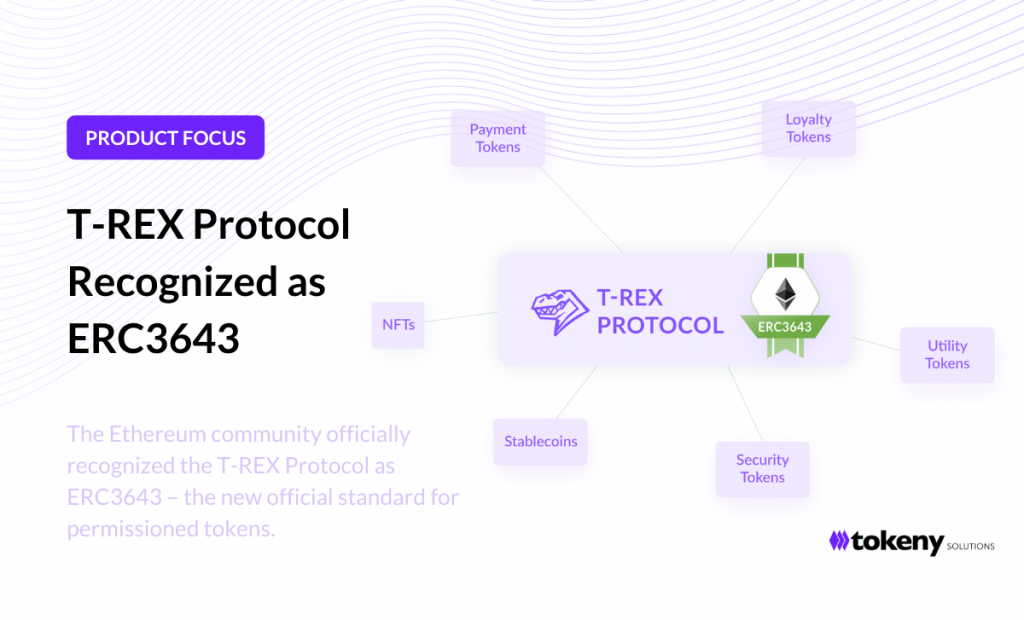 PRODUCT FOCUS
T-REX Protocol
Recognized as
ERC3643
The Ethereum community officially
recognized the T-REX Protocol as
ERC3643 – the new official standard for
permissioned tokens.
Payment
Tokens
Loyalty
Tokens
NFTs
T-REX
PROTOCOL
ERC3643
Utility
Tokens
Stablecoins
Security
Tokens
tokeny SOLUTIONS